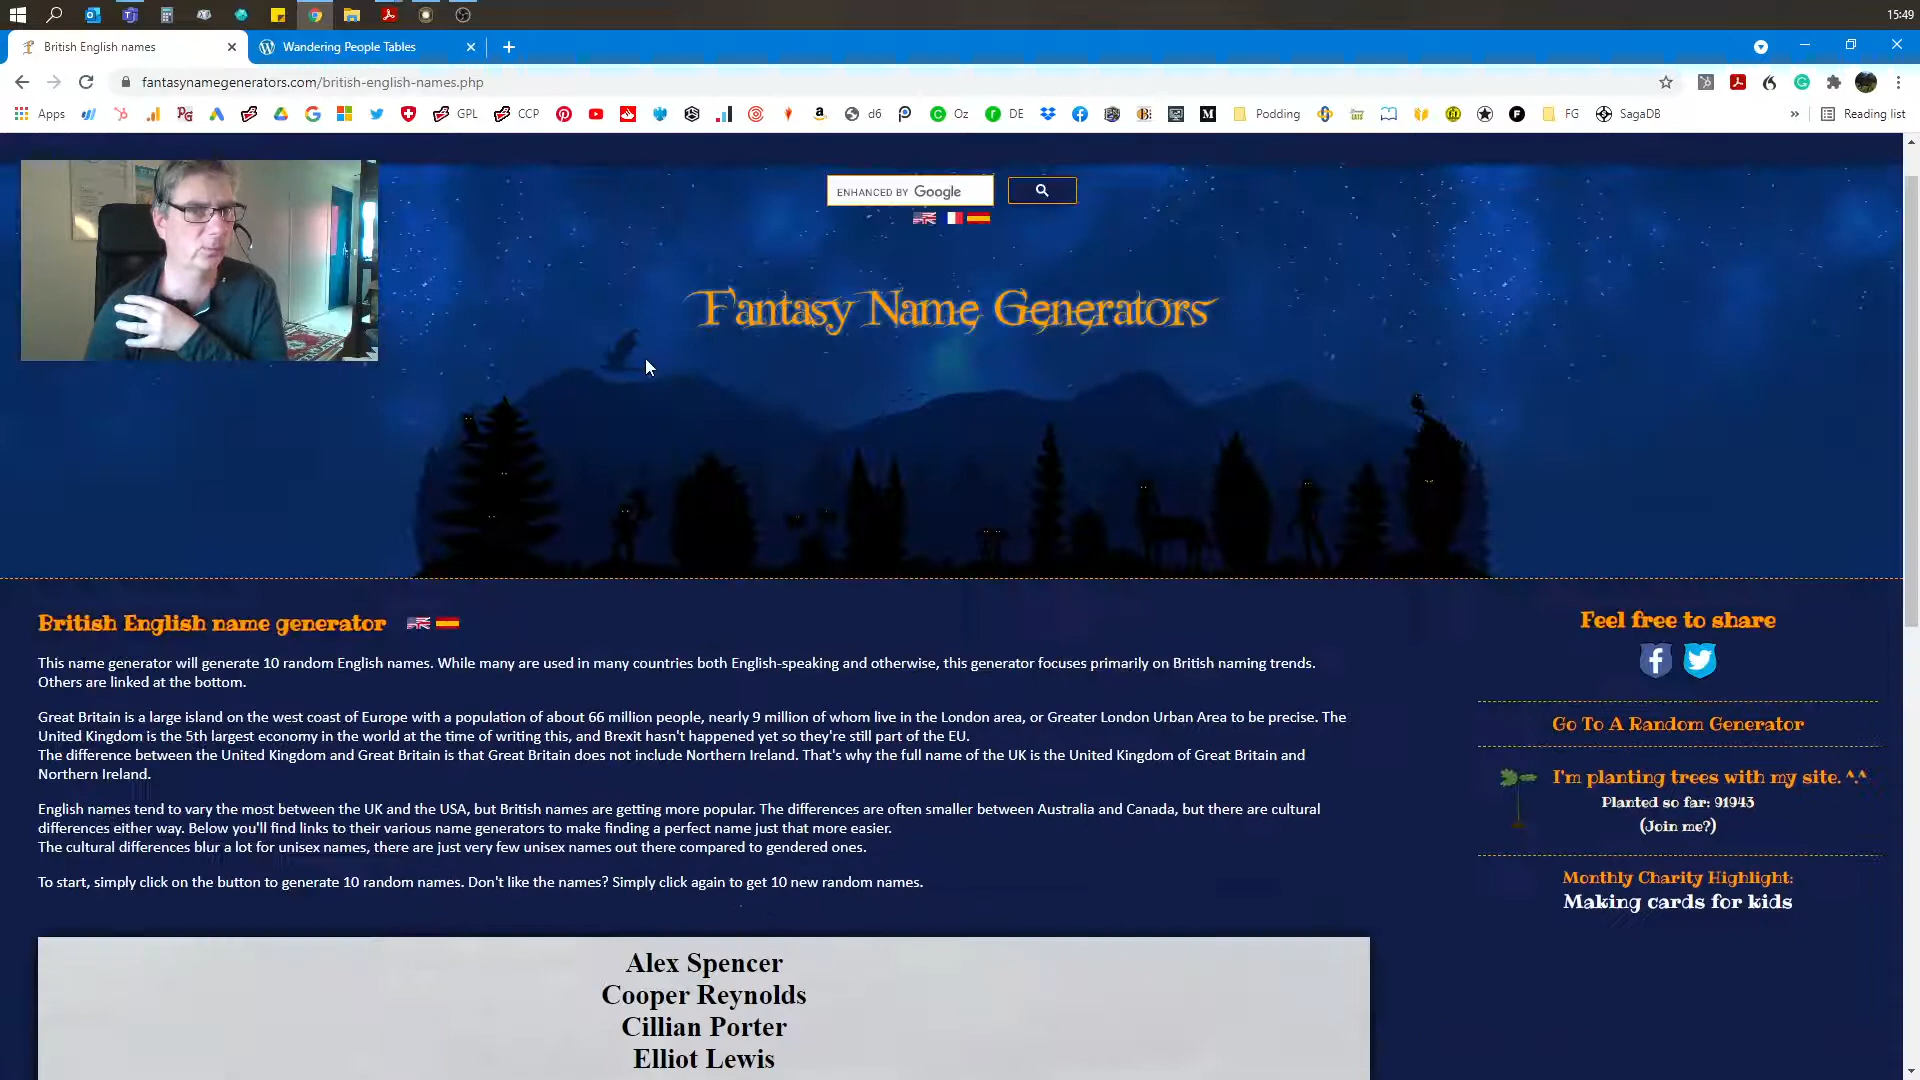 15:49
British English names
Wandering People Tables
fantasynamegenerators.com/british-english-names.php
Apps
GPL
CCP
d6
Oz
DE
M
Podding
FG
SagaDB
»
Reading list
ENHANCED BY Google
Fantasy Name Generators
British English name generator
This name generator will generate 10 random English names. While many are used in many countries both English-speaking and otherwise, this generator focuses primarily on British naming trends.
Others are linked at the bottom.
Great Britain is a large island on the west coast of Europe with a population of about 66 million people, nearly 9 million of whom live in the London area, or Greater London Urban Area to be precise. The
United Kingdom is the 5th largest economy in the world at the time of writing this, and Brexit hasn't happened yet so they're still part of the EU.
The difference between the United Kingdom and Great Britain is that Great Britain does not include Northern Ireland. That's why the full name of the UK is the United Kingdom of Great Britain and
Northern Ireland.
English names tend to vary the most between the UK and the USA, but British names are getting more popular. The differences are often smaller between Australia and Canada, but there are cultural
differences either way. Below you'll find links to their various name generators to make finding a perfect name just that more easier.
The cultural differences blur a lot for unisex names, there are just very few unisex names out there compared to gendered ones.
To start, simply click on the button to generate 10 random names. Don't like the names? Simply click again to get 10 new random names.
Alex Spencer
Cooper Reynolds
Cillian Porter
Elliot Lewis
Feel free to share
Go To A Random Generator
I'm planting trees with my site. ^.^
Planted so far: 91943
(Join me?)
Monthly Charity Highlight:
Making cards for kids